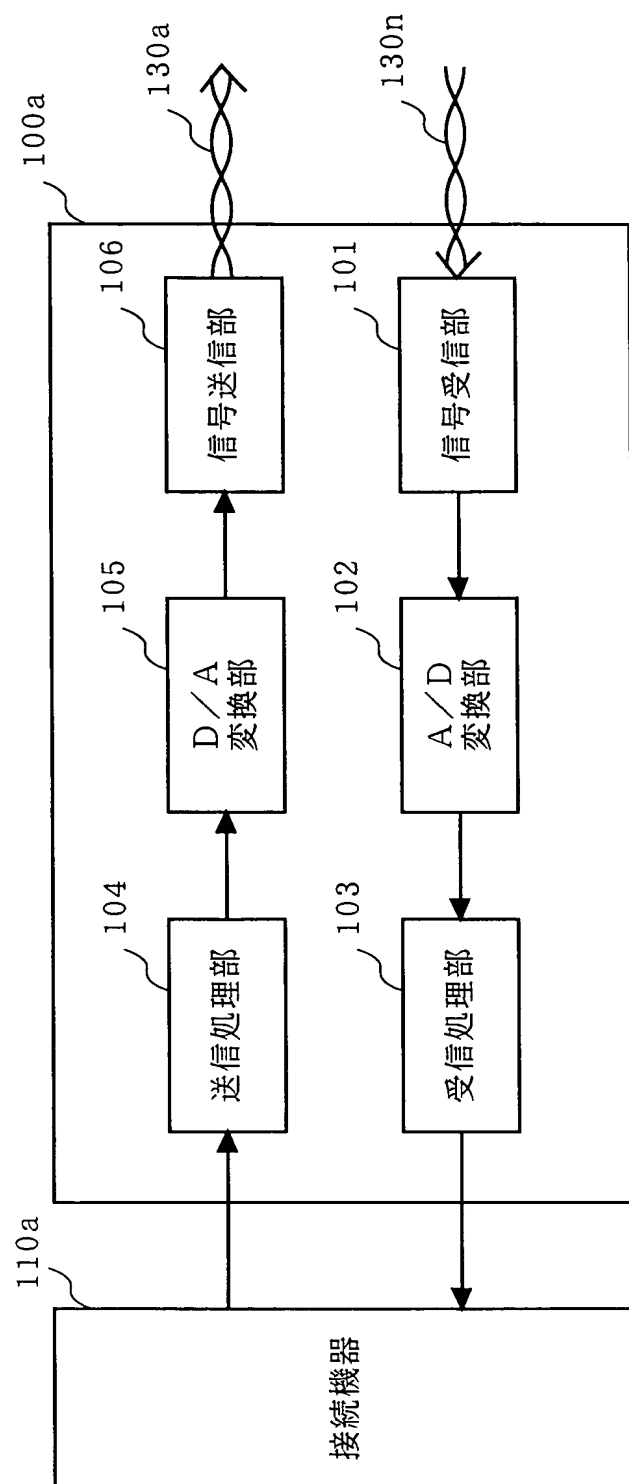 110a
接続機器
100a
104
送信処理部
105
D／A
変換部
106
信号送信部
130a
103
受信処理部
102
A／D
変換部
101
信号受信部
130n